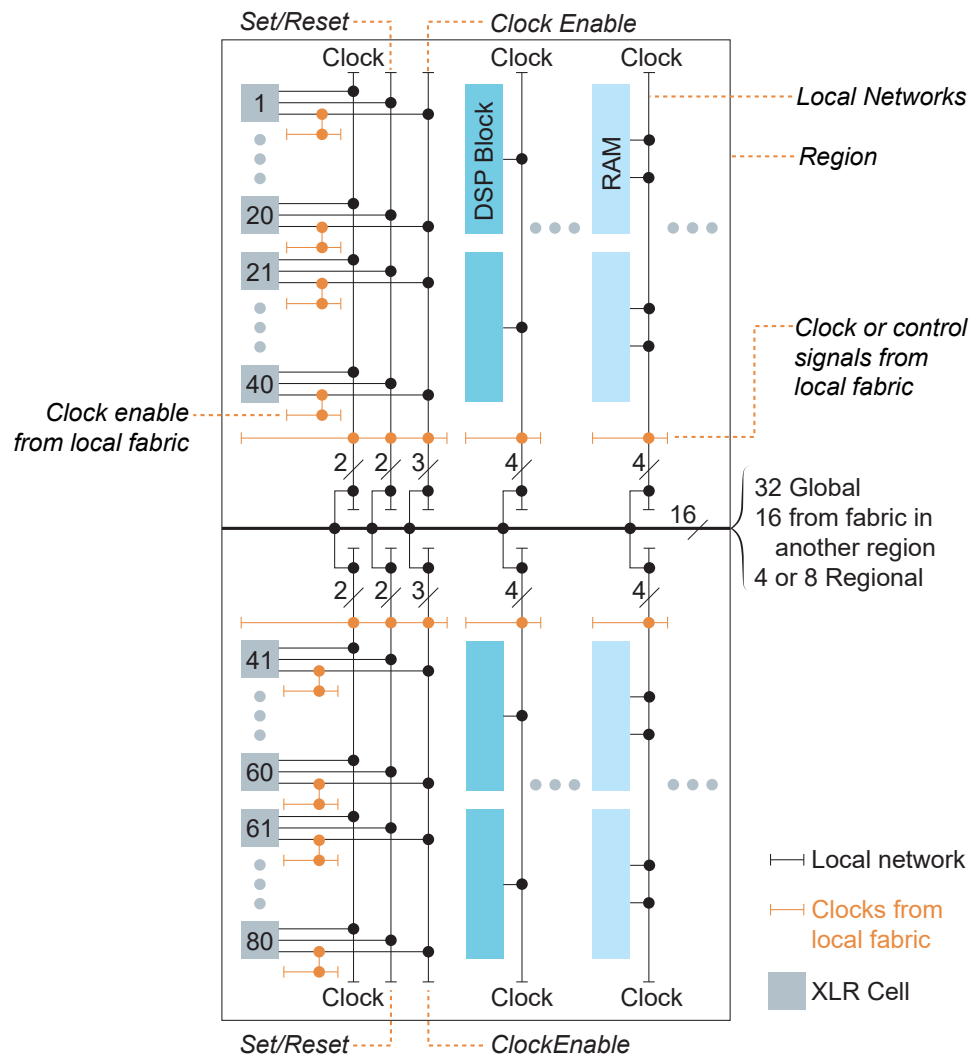 Set/Reset
Clock Enable
Clock
Clock
Clock
1
DSP Block
RAM
Local Networks
Region
20
21
40
Clock or control
signals from
local fabric
Clock enable
from local fabric
2
2
3
4
4
16
32 Global
16 from fabric in
another region
4 or 8 Regional
2
2
3
4
4
41
60
61
80
Local network
Clocks from
local fabric
XLR Cell
Clock
Clock
Clock
Set/Reset
ClockEnable